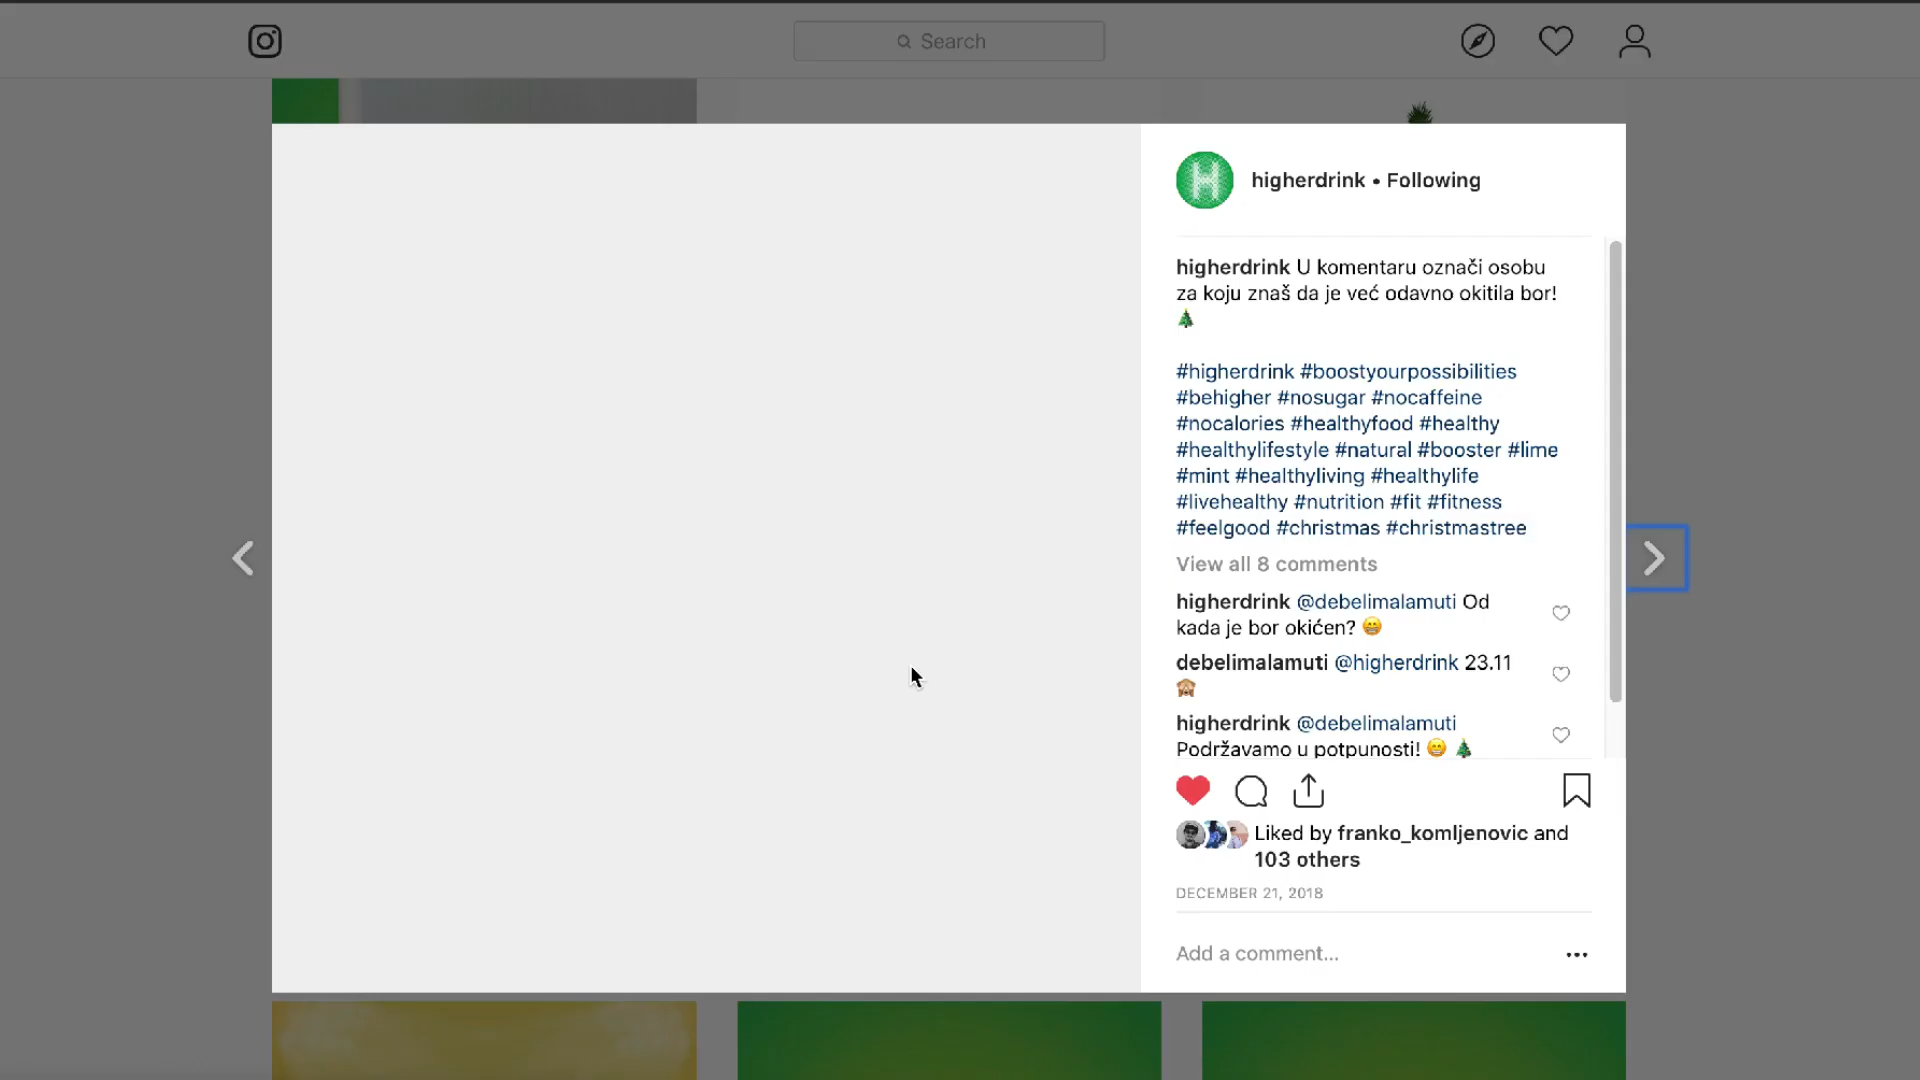 Search
higherdrink • Following
higherdrink U komentaru označi osobu
za koju znaš da je već odavno okitila bor!
🎄
#higherdrink #boostyourpossibilities
#behigher #nosugar #nocaffeine
#nocalories #healthyfood #healthy
#healthylifestyle #natural #booster #lime
#mint #healthyliving #healthylife
#livehealthy #nutrition #fit #fitness
#feelgood #christmas #christmastree
View all 8 comments
higherdrink @debelimalamuti Od
kada je bor okićen? 😁
debelimalamuti @higherdrink 23.11
🙈
higherdrink @debelimalamuti
Podržavamo u potpunosti! 😁 🎄
Liked by franko_komljenovic and
103 others
DECEMBER 21, 2018
Add a comment...